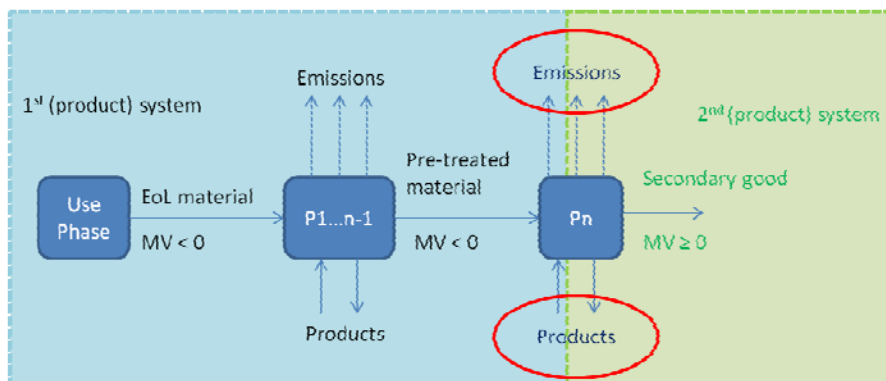 Emissions
Emissions
1st (product) system
2nd (product) system
Pre-treated
material
Secondary good
EoL material
Use
Phase
P1...n-1
Pn
MV < 0
MV < 0
MV ≥ 0
Products
Products